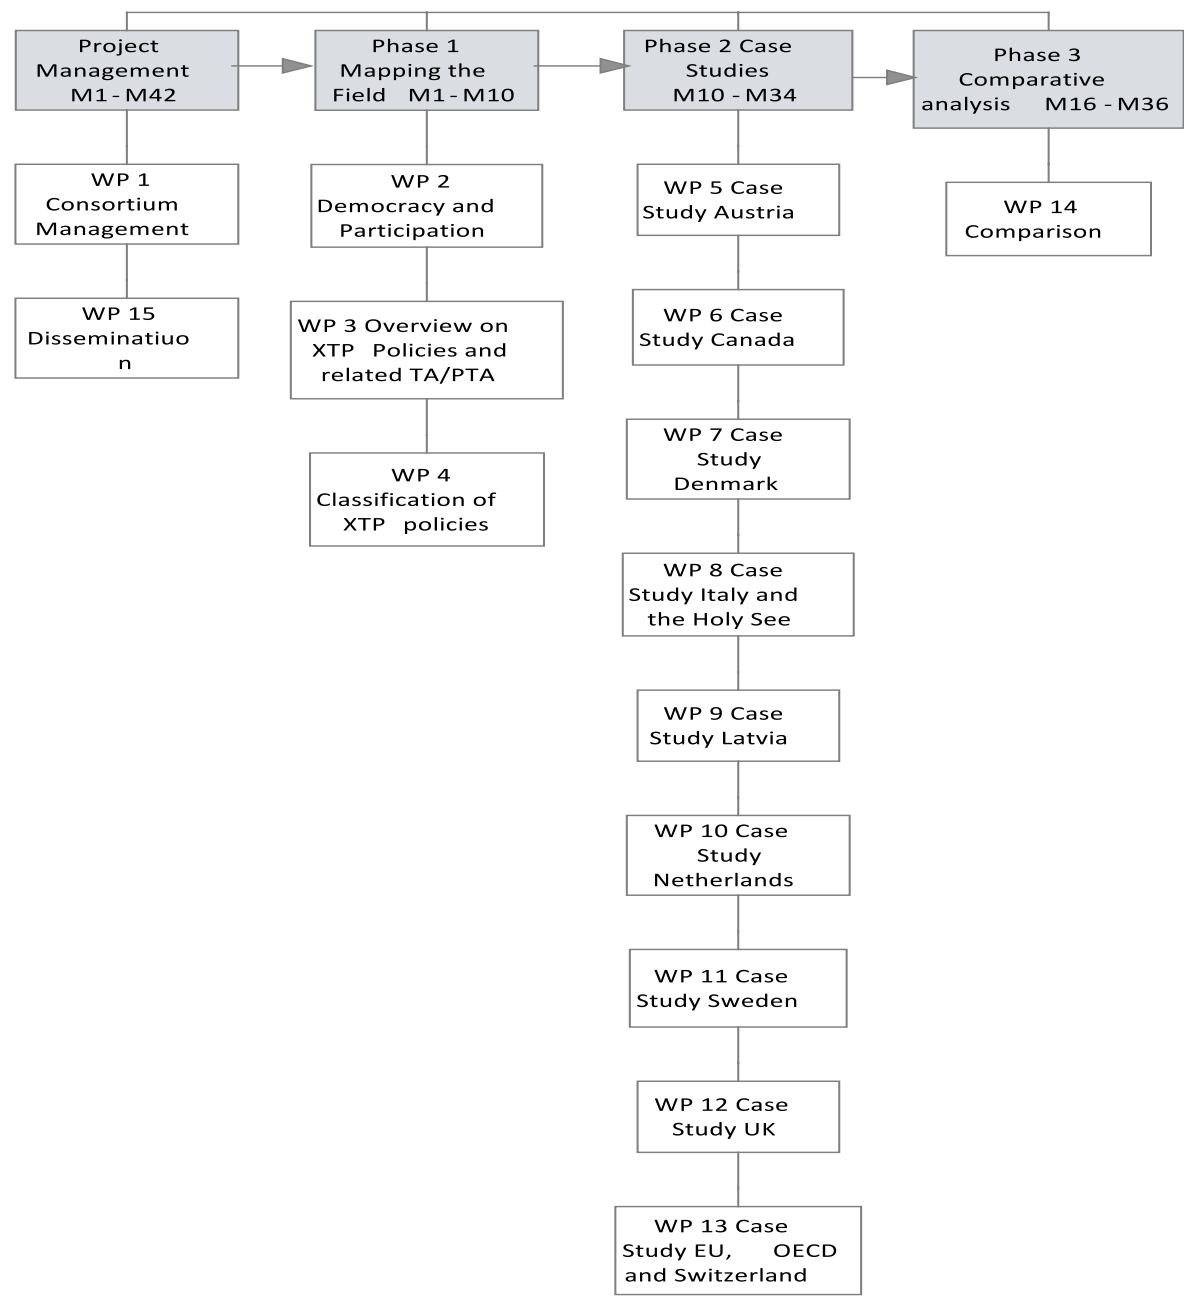 Project
Management
M1 - M42
Phase 1
Mapping the
Field M1 - M10
Phase 2 Case
Studies
M10 - M34
Phase 3
Comparative
analysis M16 - M36
WP 1
Consortium
Management
WP 15
Disseminatiuo
n
WP 2
Democracy and
Participation
WP 3 Overview on
XTP Policies and
related TA/PTA
WP 4
Classification of
XTP policies
WP 5 Case
Study Austria
WP 6 Case
Study Canada
WP 7 Case
Study
Denmark
WP 8 Case
Study Italy and
the Holy See
WP 9 Case
Study Latvia
WP 10 Case
Study
Netherlands
WP 11 Case
Study Sweden
WP 12 Case
Study UK
WP 13 Case
Study EU, OECD
and Switzerland
WP 14
Comparison